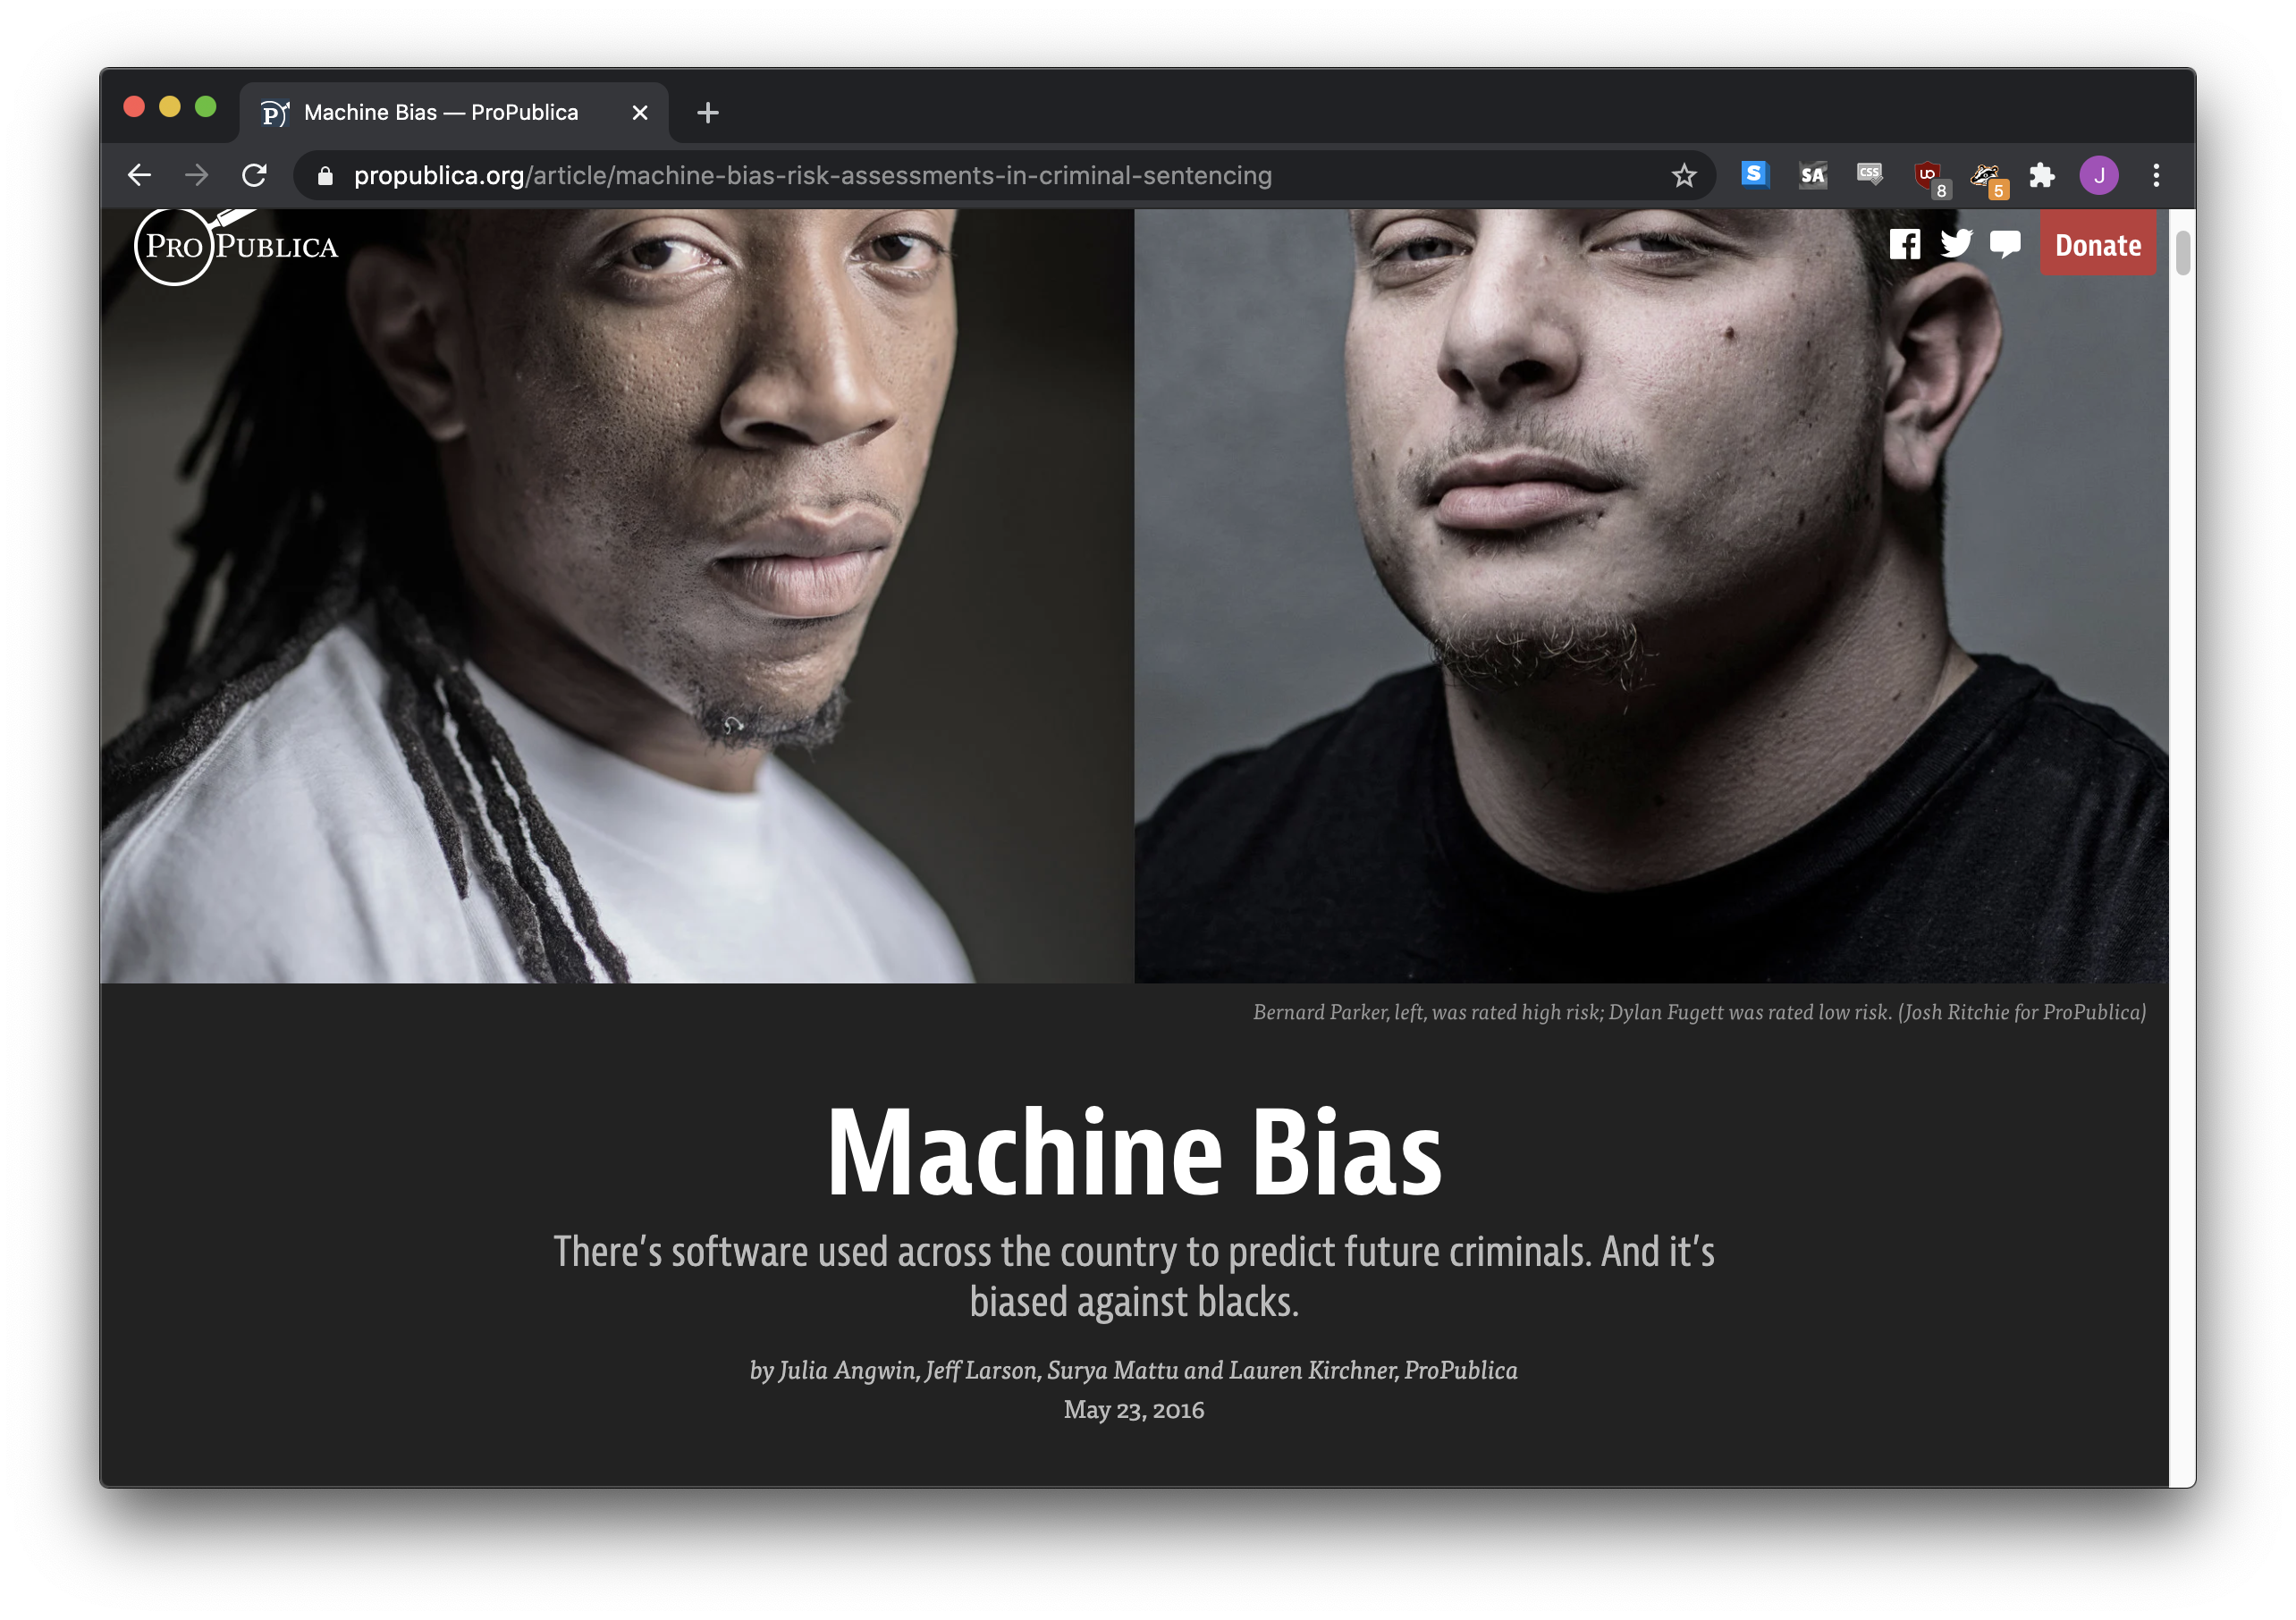 Machine Bias — ProPublica
propublica.org/article/machine-bias-risk-assessments-in-criminal-sentencing
S
SA
CSS
uo
8
5
J
PROPUBLICA
Donate
Bernard Parker, left, was rated high risk; Dylan Fugett was rated low risk. (Josh Ritchie for ProPublica)
Machine Bias
There’s software used across the country to predict future criminals. And it’s
biased against blacks.
by Julia Angwin, Jeff Larson, Surya Mattu and Lauren Kirchner, ProPublica
May 23, 2016